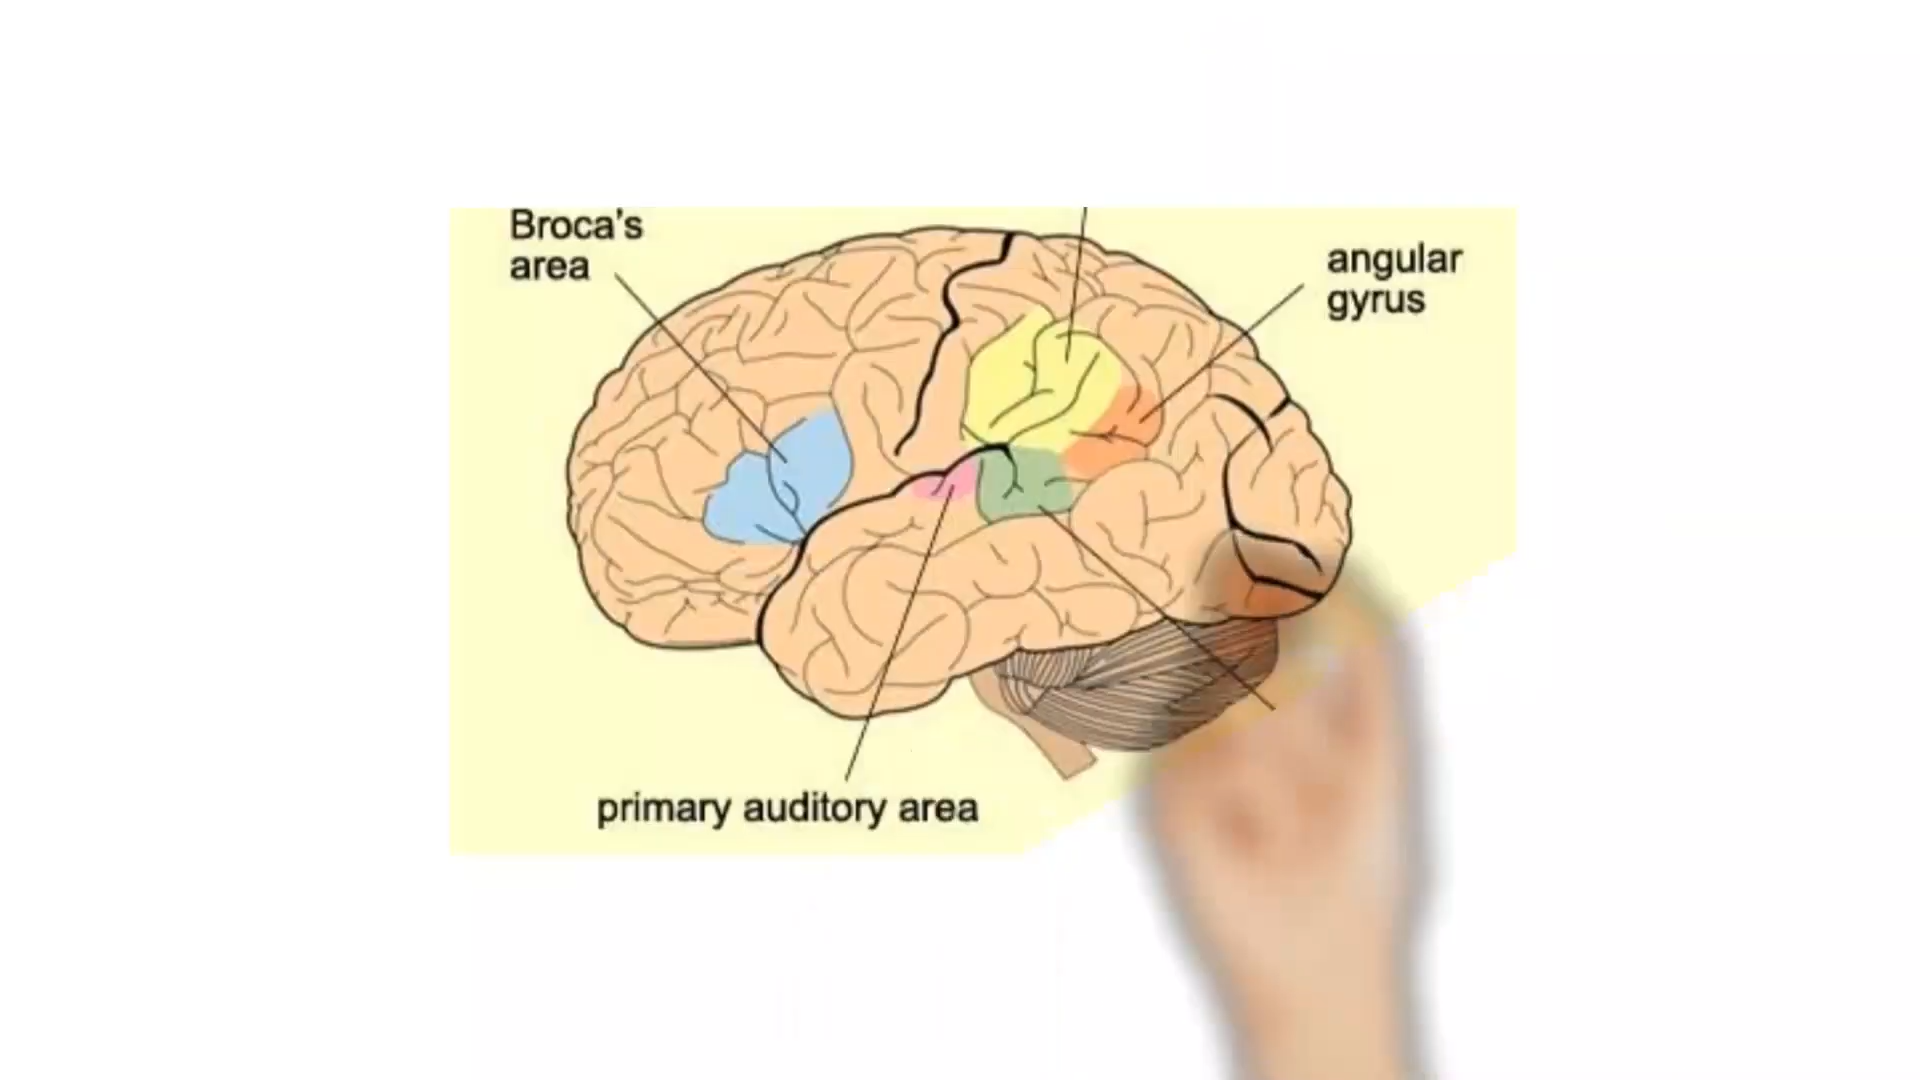 Broca's
area
angular
gyrus
primary auditory area